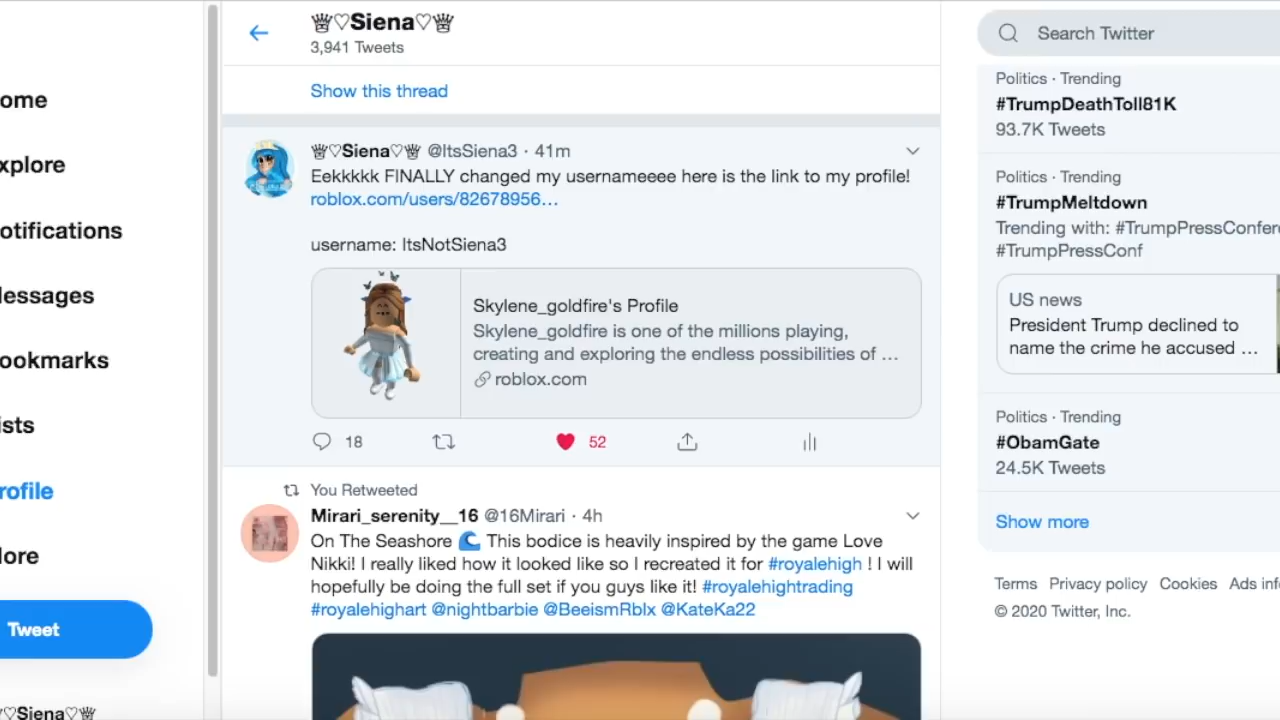 ome
xplore
otifications
essages
ookmarks
ists
rofile
ore
Tweet
♡Siena♡♕
♕♡Siena♡♕
3,941 Tweets
Show this thread
♕♡Siena♡♕ @ItsSiena3 · 41m
Eekkkkk FINALLY changed my usernameeee here is the link to my profile!
roblox.com/users/82678956…
username: ItsNotSiena3
Skylene_goldfire's Profile
Skylene_goldfire is one of the millions playing,
creating and exploring the endless possibilities of …
roblox.com
18
52
You Retweeted
Mirari_serenity__16 @16Mirari · 4h
On The Seashore 🌊 This bodice is heavily inspired by the game Love
Nikki! I really liked how it looked like so I recreated it for #royalehigh ! I will
hopefully be doing the full set if you guys like it! #royalehightrading
#royalehighart @nightbarbie @BeeismRblx @KateKa22
Search Twitter
Politics · Trending
#TrumpDeathToll81K
93.7K Tweets
Politics · Trending
#TrumpMeltdown
Trending with: #TrumpPressConfere
#TrumpPressConf
US news
President Trump declined to
name the crime he accused …
Politics · Trending
#ObamGate
24.5K Tweets
Show more
Terms Privacy policy Cookies Ads inf
© 2020 Twitter, Inc.